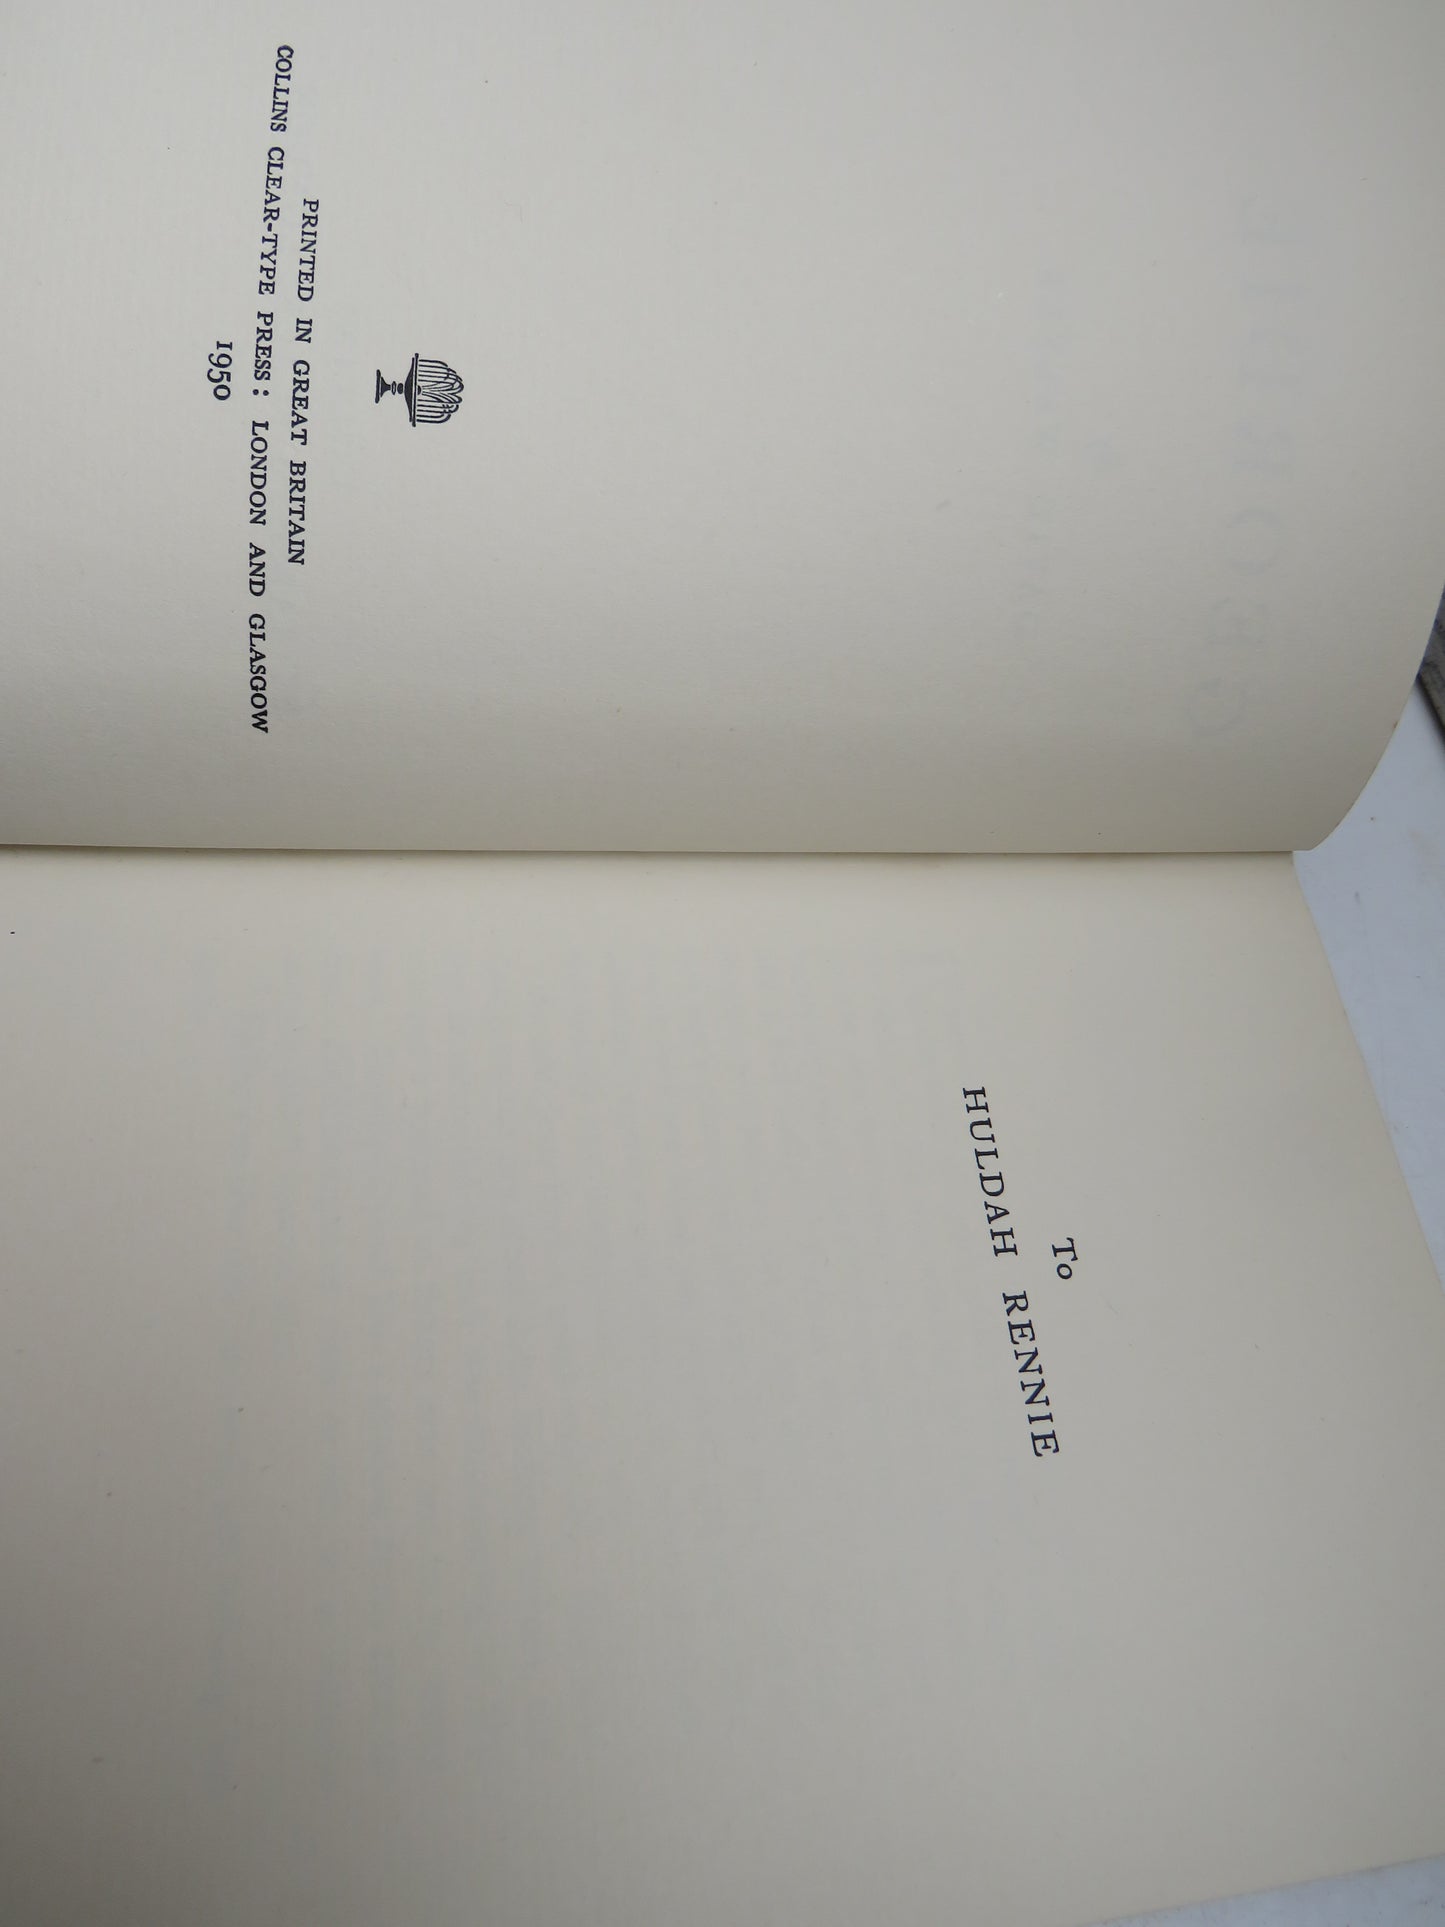 PRINTED IN GREAT BRITAIN
COLLINS CLEAR-TYPE PRESS: LONDON AND GLASGOW
1950
To
HULDAH RENNIE